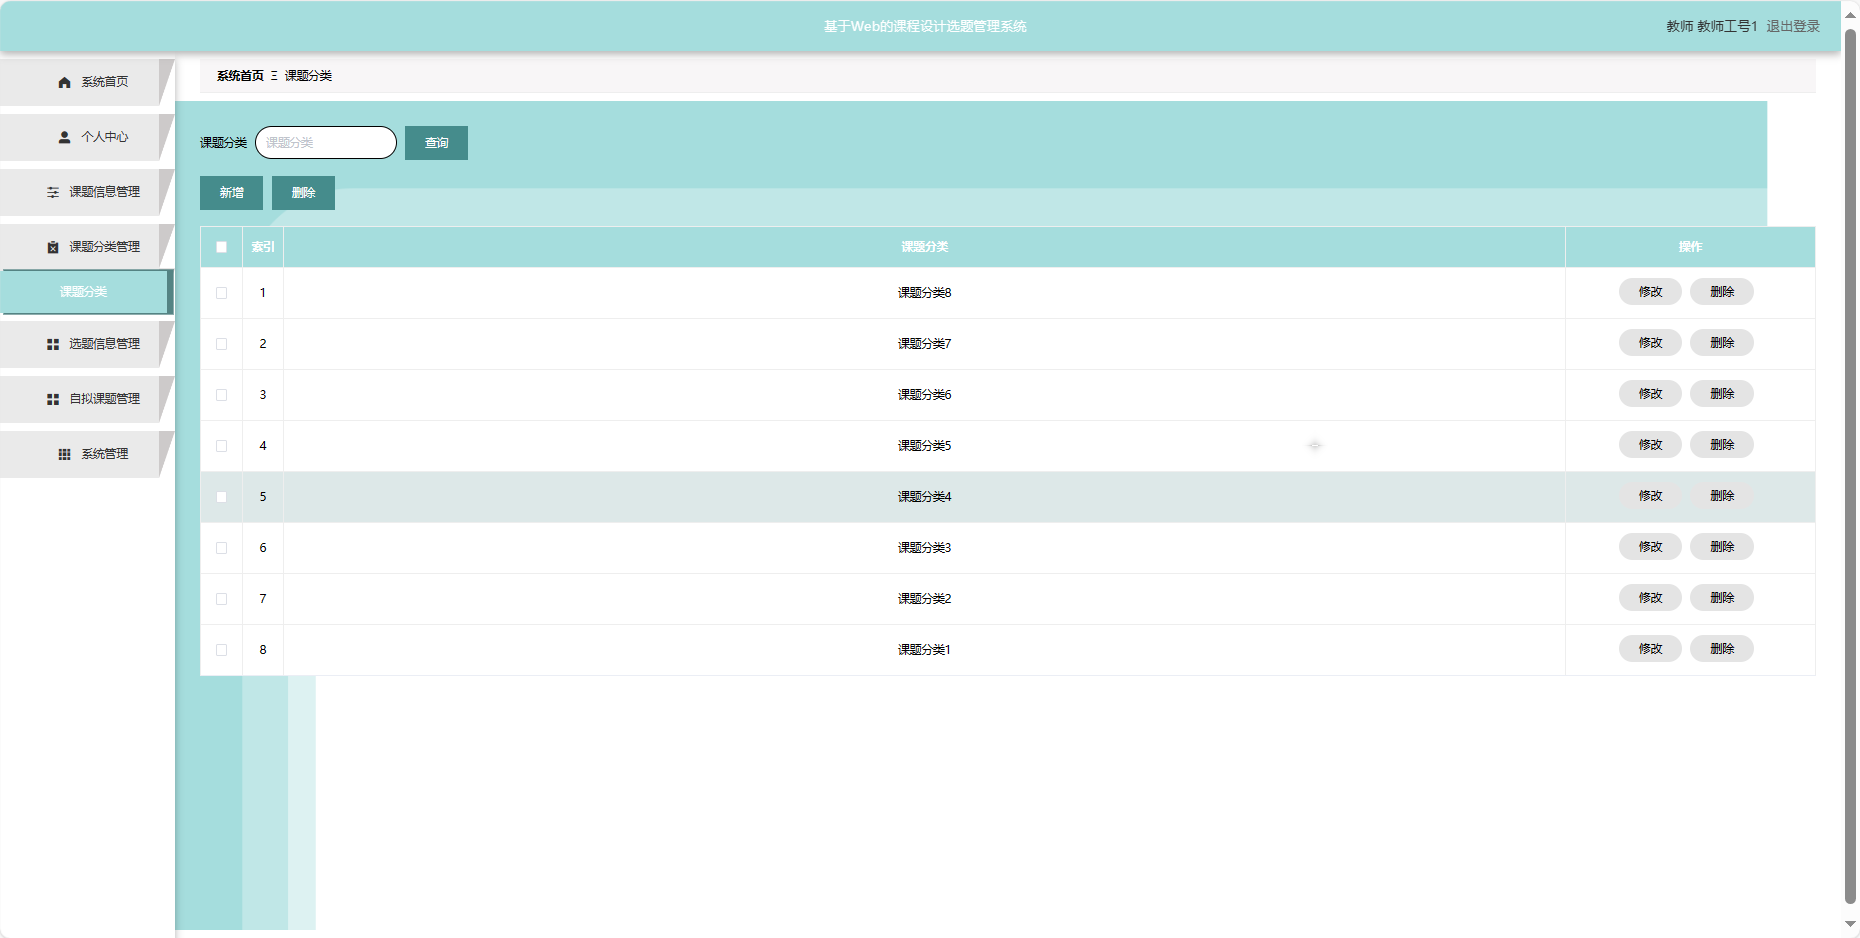 基于Web的课程设计选题管理系统
教师 教师工号1 退出登录
系统首页
个人中心
课题信息管理
课题分类管理
课题分类
选题信息管理
自拟课题管理
系统管理
系统首页 Ξ 课题分类
课题分类 课题分类 查询
新增 删除
索引 课题分类 操作
1 课题分类8 修改 删除
2 课题分类7 修改 删除
3 课题分类6 修改 删除
4 课题分类5 修改 删除
5 课题分类4 修改 删除
6 课题分类3 修改 删除
7 课题分类2 修改 删除
8 课题分类1 修改 删除